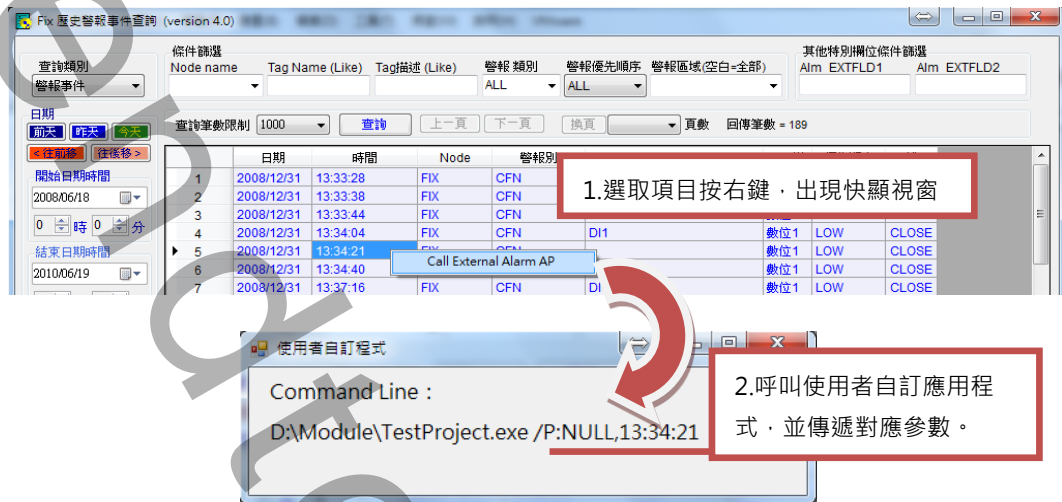 Fix 歷史警報事件查詢 (version 4.0)
條件篩選
其他特別欄位條件篩選
查詢類別
Node name Tag Name (Like) Tag描述 (Like) 警報 類別 警報優先順序 警報區域(空白=全部) Alm EXTFLD1 Alm EXTFLD2
警報事件 ALL ALL
日期
前天 昨天 今天
查詢筆數限制 1000 查詢 上一頁 下一頁 換頁 頁數 回傳筆數 = 189
< 往前移 往後移 >
日期 時間 Node 警報別
開始日期時間
2008/06/18
0 時 0 分
結束日期時間
2010/06/19
1 2008/12/31 13:33:28 FIX CFN
2 2008/12/31 13:33:38 FIX CFN
3 2008/12/31 13:33:44 FIX CFN
4 2008/12/31 13:34:04 FIX CFN DI1 數位1 LOW CLOSE
5 2008/12/31 13:34:21 FIX CFN 數位1 LOW CLOSE
6 2008/12/31 13:34:40 數位1 LOW CLOSE
7 2008/12/31 13:37:16 FIX CFN DI 數位1 LOW CLOSE
Call External Alarm AP
1.選取項目按右鍵，出現快顯視窗
使用者自訂程式
Command Line：
D:\Module\TestProject.exe /P:NULL,13:34:21
2.呼叫使用者自訂應用程
式，並傳遞對應參數。